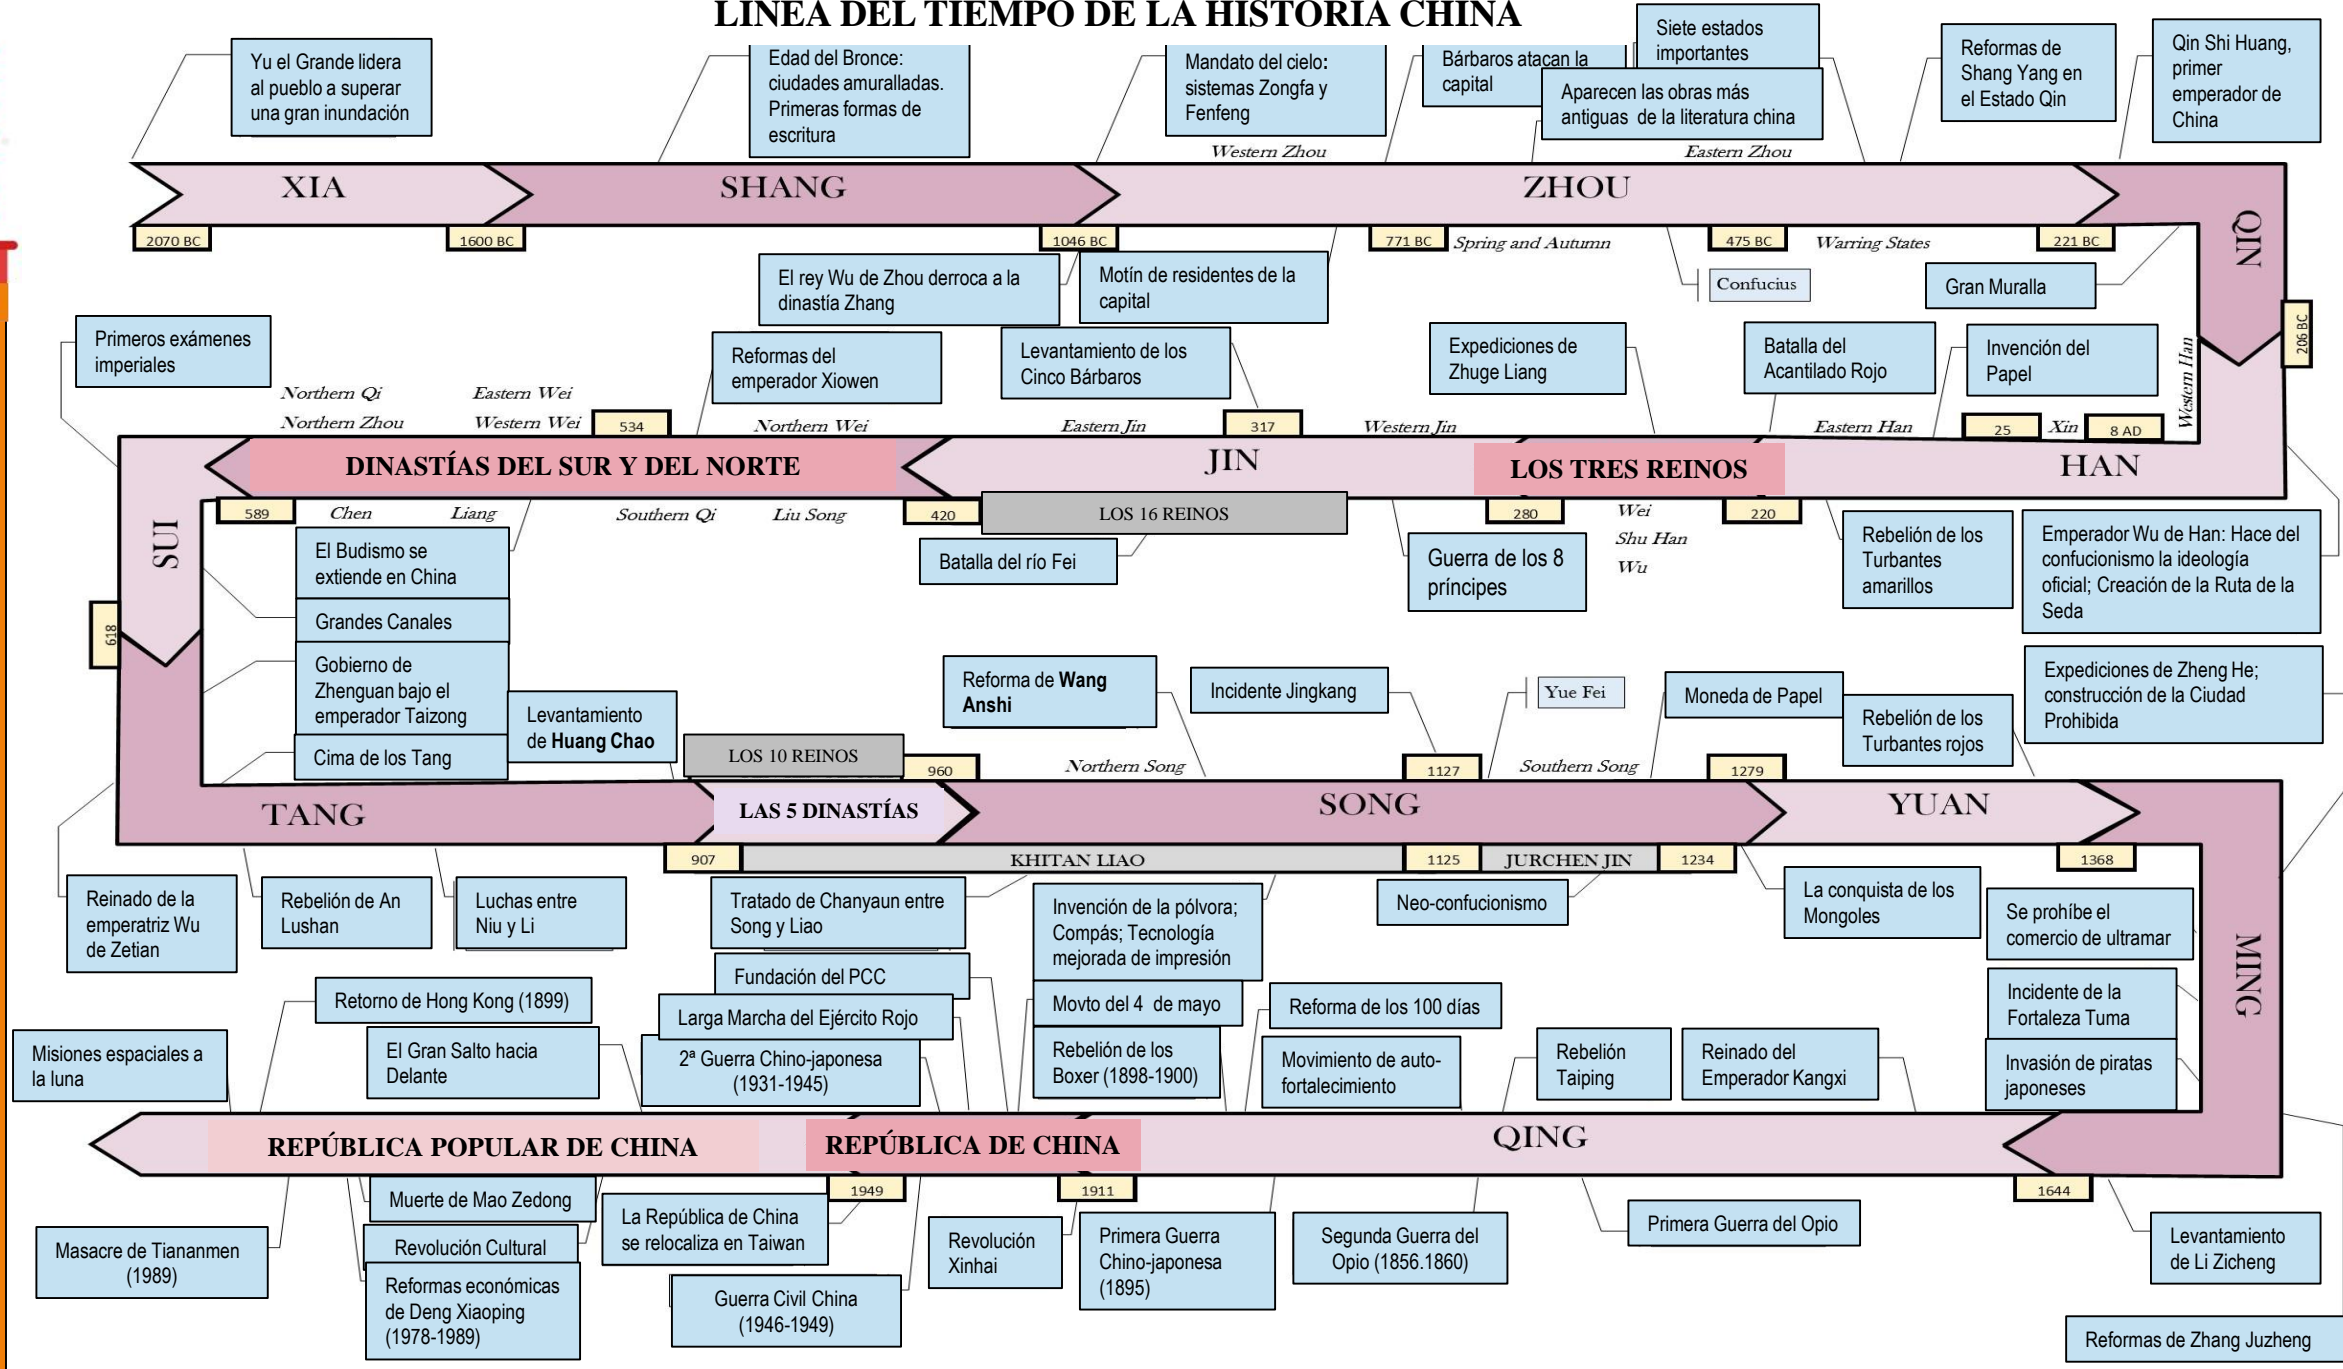 LINEA DEL TIEMPO DE LA HISTORIA CHINA
Yu el Grande lidera
al pueblo a superar
una gran inundación
Edad del Bronce:
ciudades amuralladas.
Primeras formas de
escritura
Mandato del cielo:
sistemas Zongfa y
Fenfeng
Bárbaros atacan la
capital
Siete estados
importantes
Aparecen las obras más
antiguas de la literatura china
Reformas de
Shang Yang en
el Estado Qin
Qin Shi Huang,
primer
emperador de
China
Western Zhou
Eastern Zhou
XIA
SHANG
ZHOU
QIN
2070 BC
1600 BC
1046 BC
771 BC
Spring and Autumn
475 BC
Warring States
221 BC
El rey Wu de Zhou derroca a la
dinastía Zhang
Motín de residentes de la
capital
Confucius
Gran Muralla
206 BC
Primeros exámenes
imperiales
Reformas del
emperador Xiowen
Levantamiento de los
Cinco Bárbaros
Expediciones de
Zhuge Liang
Batalla del
Acantilado Rojo
Invención del
Papel
Western Han
Northern Qi
Eastern Wei
Northern Zhou
Western Wei
534
Northern Wei
Eastern Jin
317
Western Jin
Eastern Han
25
Xin
8 AD
DINASTÍAS DEL SUR Y DEL NORTE
JIN
LOS TRES REINOS
HAN
SUI
589
Chen
Liang
Southern Qi
Liu Song
420
LOS 16 REINOS
280
Wei
Shu Han
Wu
220
El Budismo se
extiende en China
Batalla del río Fei
Guerra de los 8
príncipes
Rebelión de los
Turbantes
amarillos
Emperador Wu de Han: Hace del
confucionismo la ideología
oficial; Creación de la Ruta de la
Seda
618
Grandes Canales
Gobierno de
Zhenguan bajo el
emperador Taizong
Cima de los Tang
Levantamiento
de Huang Chao
Reforma de Wang
Anshi
Incidente Jingkang
Yue Fei
Moneda de Papel
Rebelión de los
Turbantes rojos
Expediciones de Zheng He;
construcción de la Ciudad
Prohibida
LOS 10 REINOS
960
Northern Song
1127
Southern Song
1279
TANG
LAS 5 DINASTÍAS
SONG
YUAN
907
KHITAN LIAO
1125
JURCHEN JIN
1234
1368
MING
Reinado de la
emperatriz Wu
de Zetian
Rebelión de An
Lushan
Luchas entre
Niu y Li
Tratado de Chanyaun entre
Song y Liao
Invención de la pólvora;
Compás; Tecnología
mejorada de impresión
Neo-confucionismo
La conquista de los
Mongoles
Se prohíbe el
comercio de ultramar
Retorno de Hong Kong (1899)
Fundación del PCC
Larga Marcha del Ejército Rojo
Movto del 4 de mayo
Reforma de los 100 días
Incidente de la
Fortaleza Tuma
Misiones espaciales a
la luna
El Gran Salto hacia
Delante
2ª Guerra Chino-japonesa
(1931-1945)
Rebelión de los
Boxer (1898-1900)
Movimiento de auto-
fortalecimiento
Rebelión
Taiping
Reinado del
Emperador Kangxi
Invasión de piratas
japoneses
REPÚBLICA POPULAR DE CHINA
REPÚBLICA DE CHINA
QING
1949
1911
1644
Masacre de Tiananmen
(1989)
Muerte de Mao Zedong
Revolución Cultural
Reformas económicas
de Deng Xiaoping
(1978-1989)
La República de China
se relocaliza en Taiwan
Guerra Civil China
(1946-1949)
Revolución
Xinhai
Primera Guerra
Chino-japonesa
(1895)
Segunda Guerra del
Opio (1856.1860)
Primera Guerra del Opio
Levantamiento
de Li Zicheng
Reformas de Zhang Juzheng